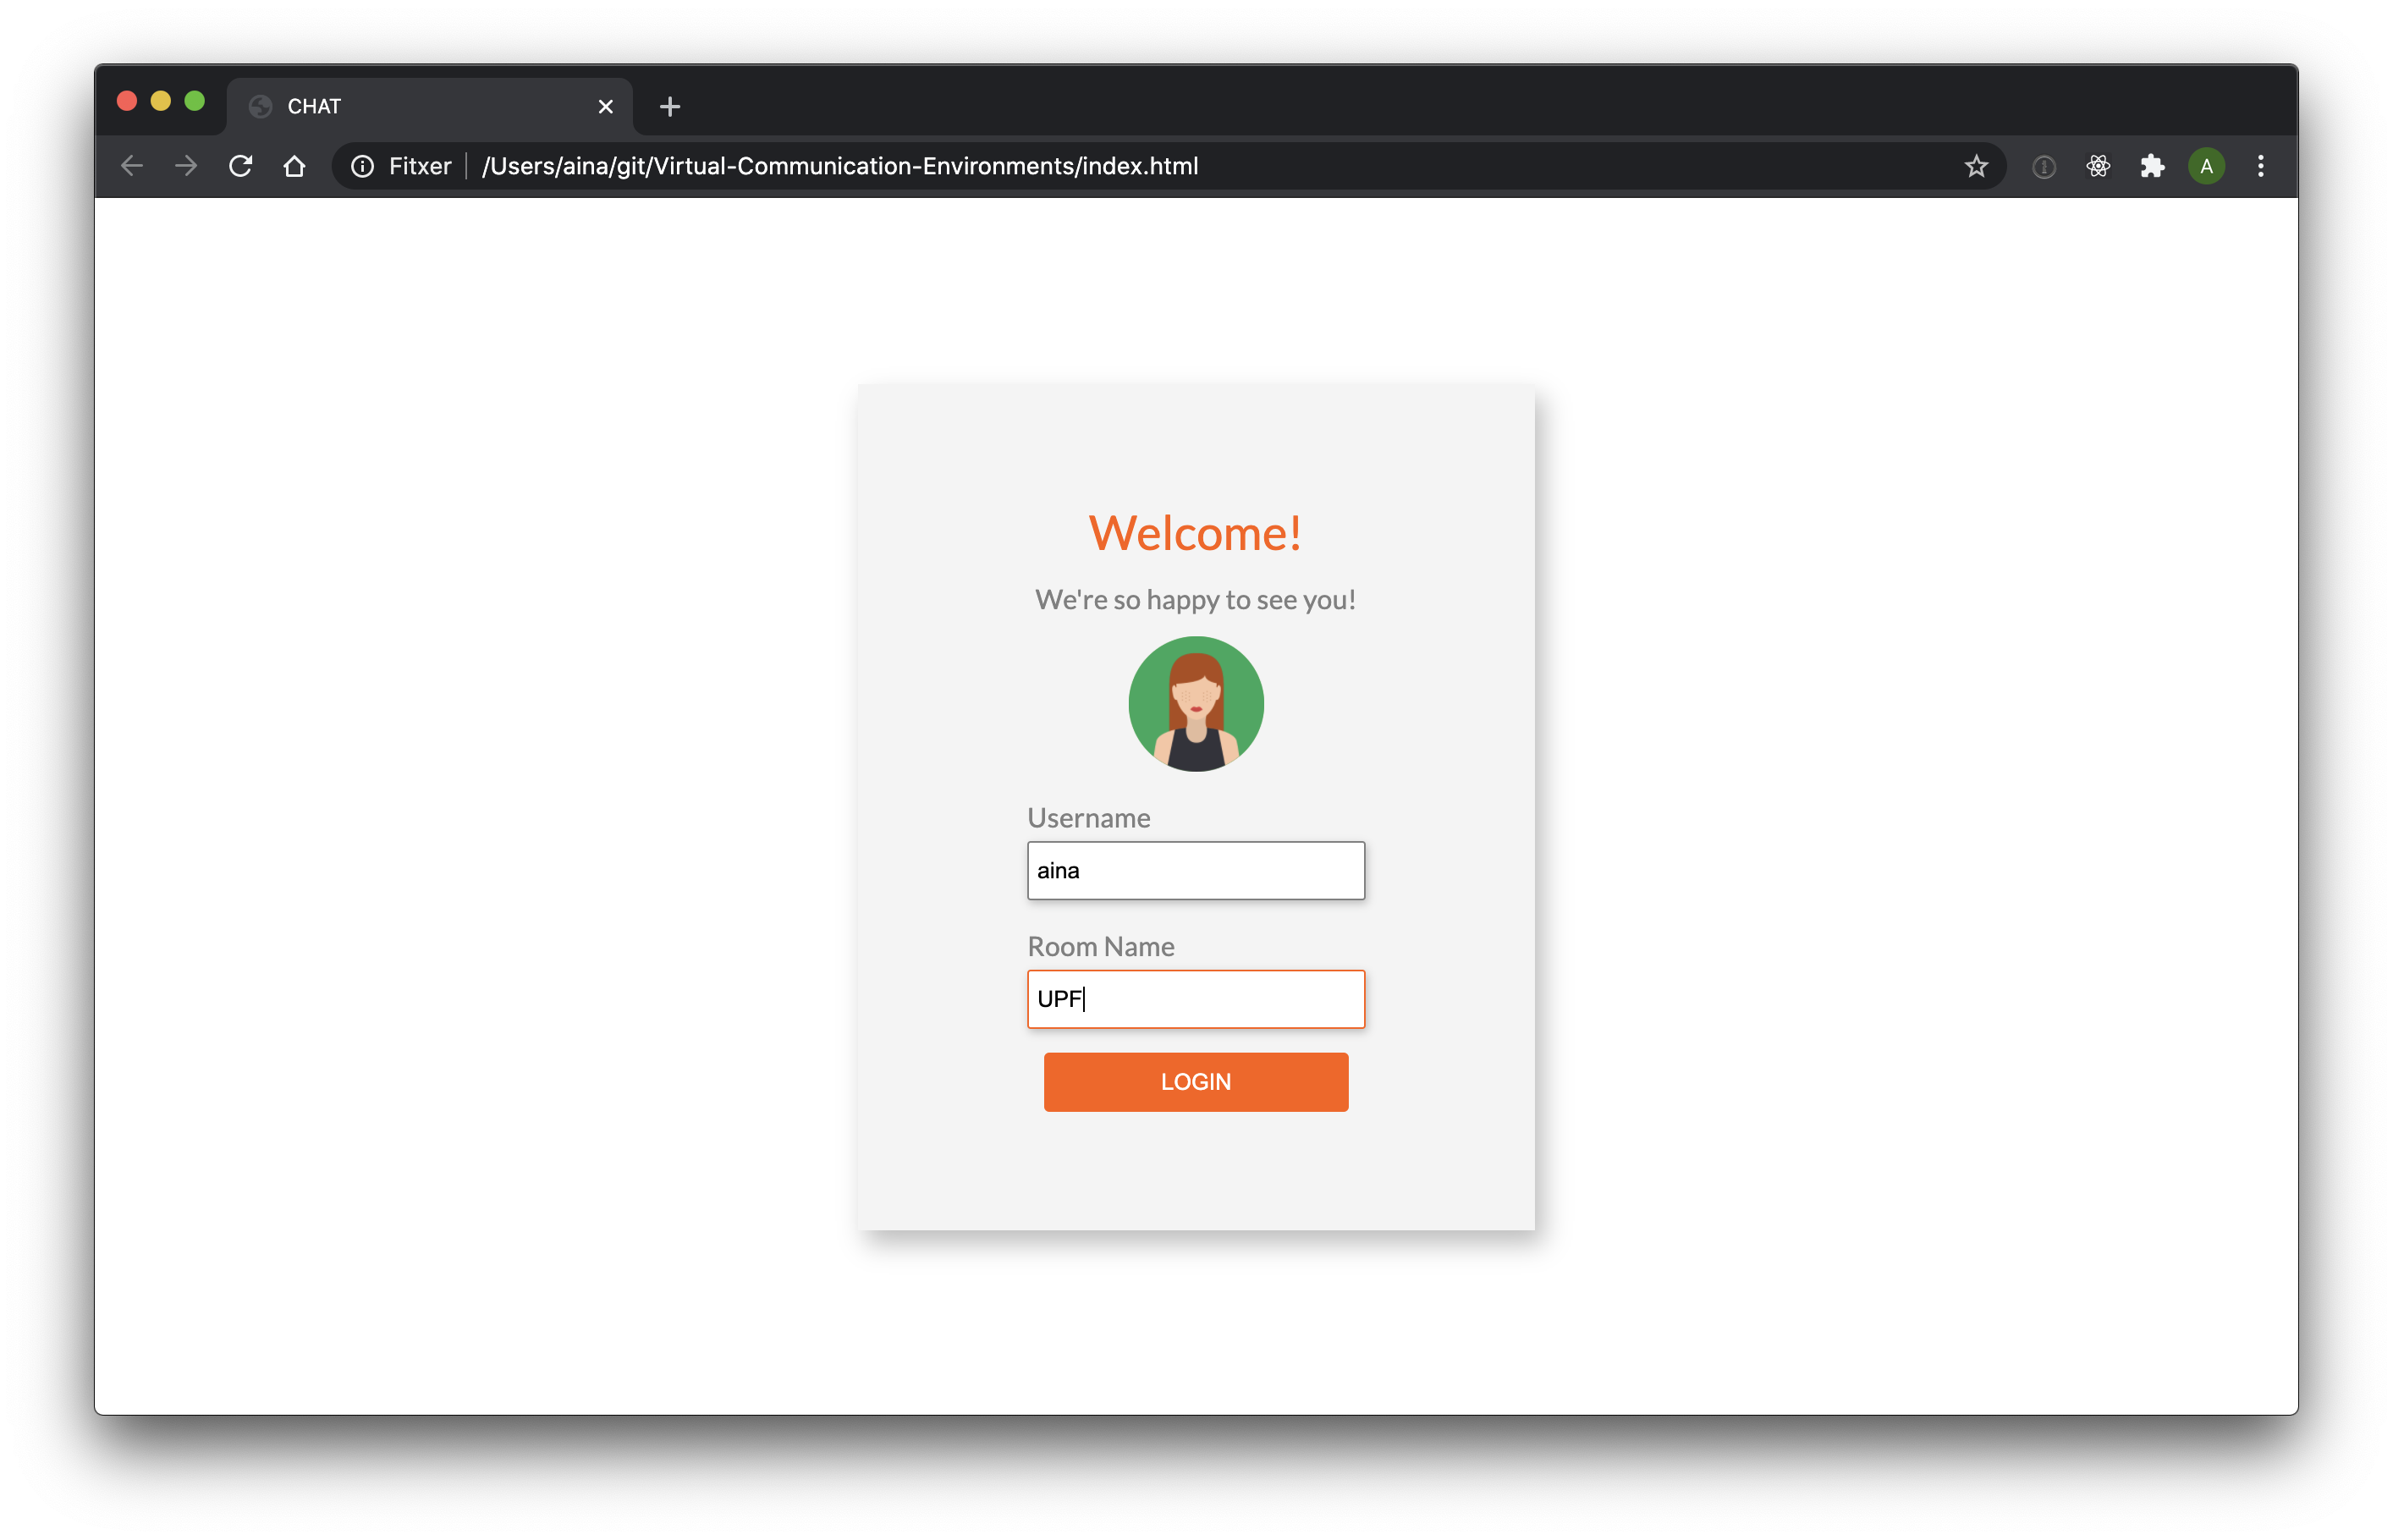 CHAT
Fitxer /Users/aina/git/Virtual-Communication-Environments/index.html
A
Welcome!
We're so happy to see you!
Username
aina
Room Name
UPF
LOGIN